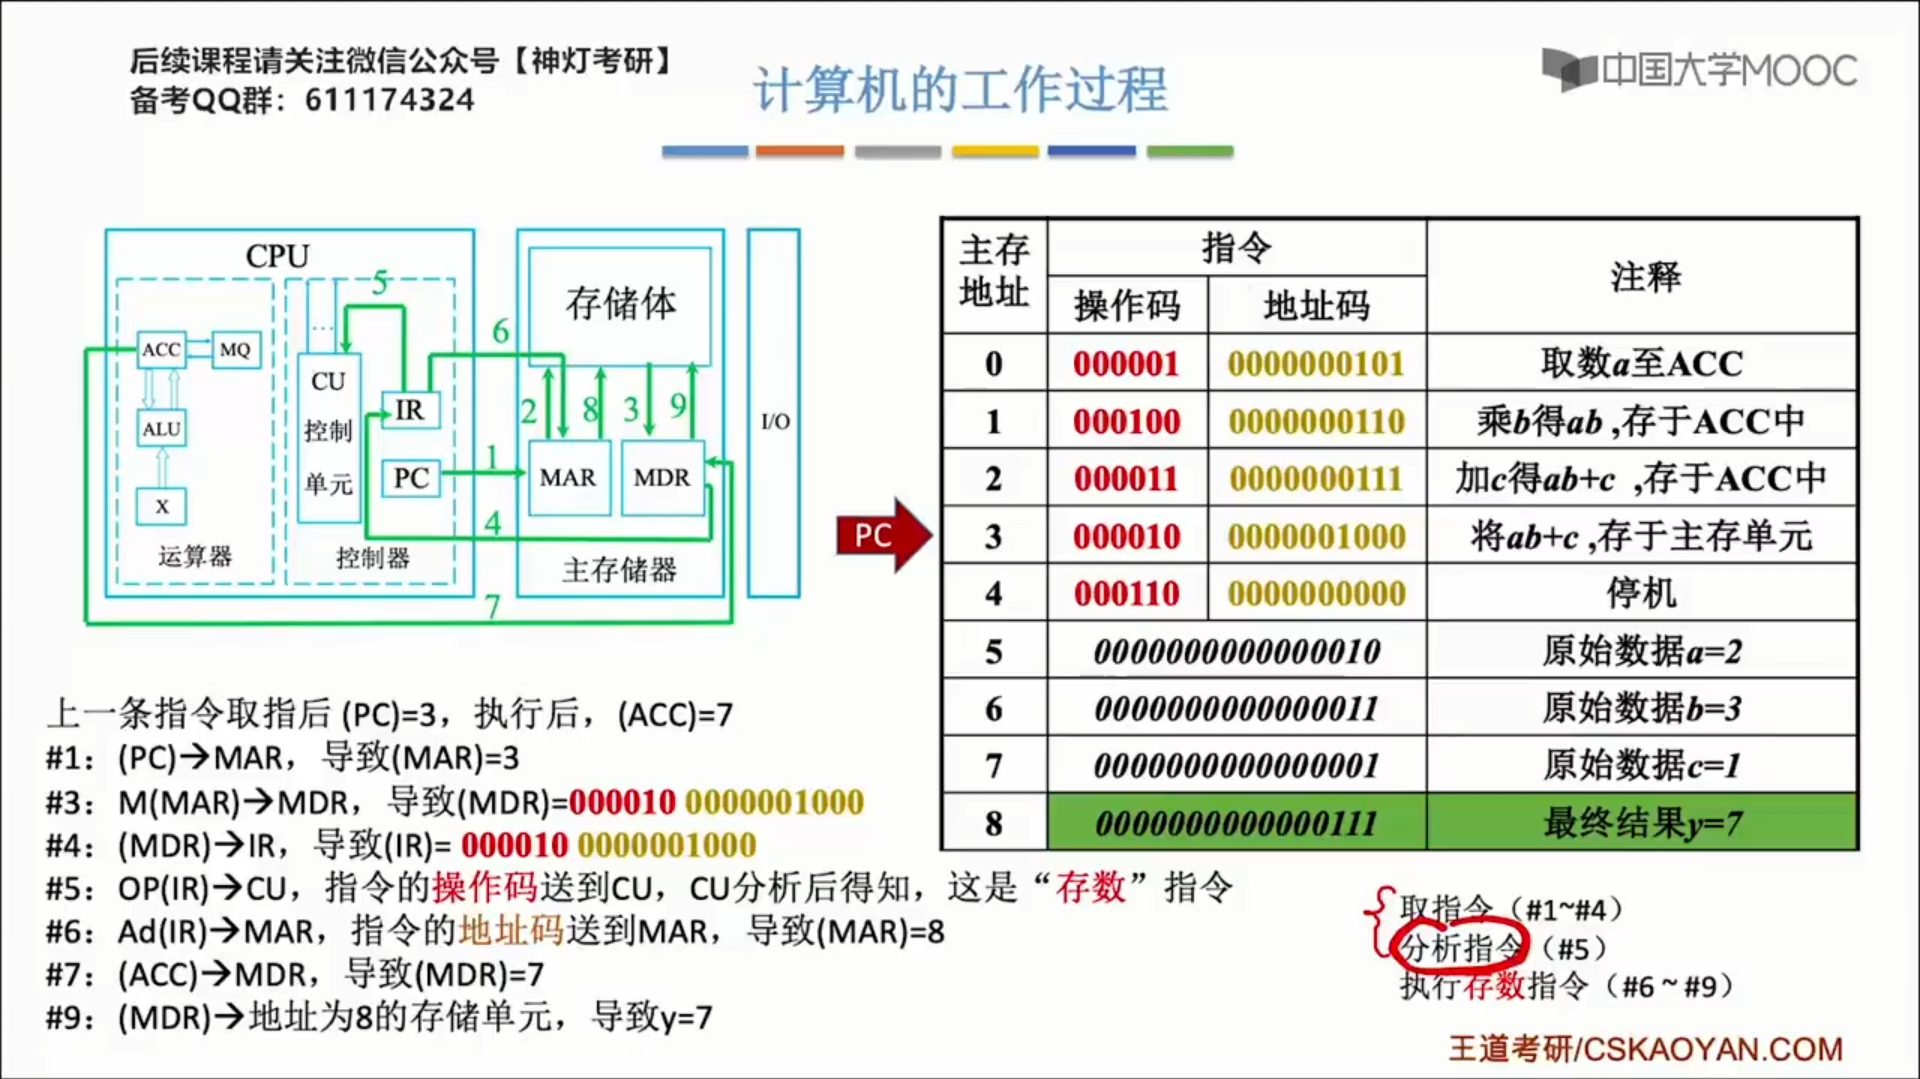 后续课程请关注微信公众号【神灯考研】
备考QQ群：611174324
计算机的工作过程
中国大学MOOC
CPU
5
...
ACC
MQ
CU
控制
单元
IR
ALU
PC
X
运算器
控制器
6
存储体
2
8
3
9
1
MAR
MDR
4
主存储器
7
I/O
PC
主存地址 指令 注释
操作码 地址码
0 000001 0000000101 取数a至ACC
1 000100 0000000110 乘b得ab ,存于ACC中
2 000011 0000000111 加c得ab+c ,存于ACC中
3 000010 0000001000 将ab+c ,存于主存单元
4 000110 0000000000 停机
5 0000000000000010 原始数据a=2
6 0000000000000011 原始数据b=3
7 0000000000000001 原始数据c=1
8 0000000000000111 最终结果y=7
上一条指令取指后 (PC)=3，执行后，(ACC)=7
#1：(PC)→MAR，导致(MAR)=3
#3：M(MAR)→MDR，导致(MDR)=000010 0000001000
#4：(MDR)→IR，导致(IR)= 000010 0000001000
#5：OP(IR)→CU，指令的操作码送到CU，CU分析后得知，这是“存数”指令
#6：Ad(IR)→MAR，指令的地址码送到MAR，导致(MAR)=8
#7：(ACC)→MDR，导致(MDR)=7
#9：(MDR)→地址为8的存储单元，导致y=7
取指令（#1~#4）
分析指令（#5）
执行存数指令（#6～#9）
王道考研/CSKAOYAN.COM